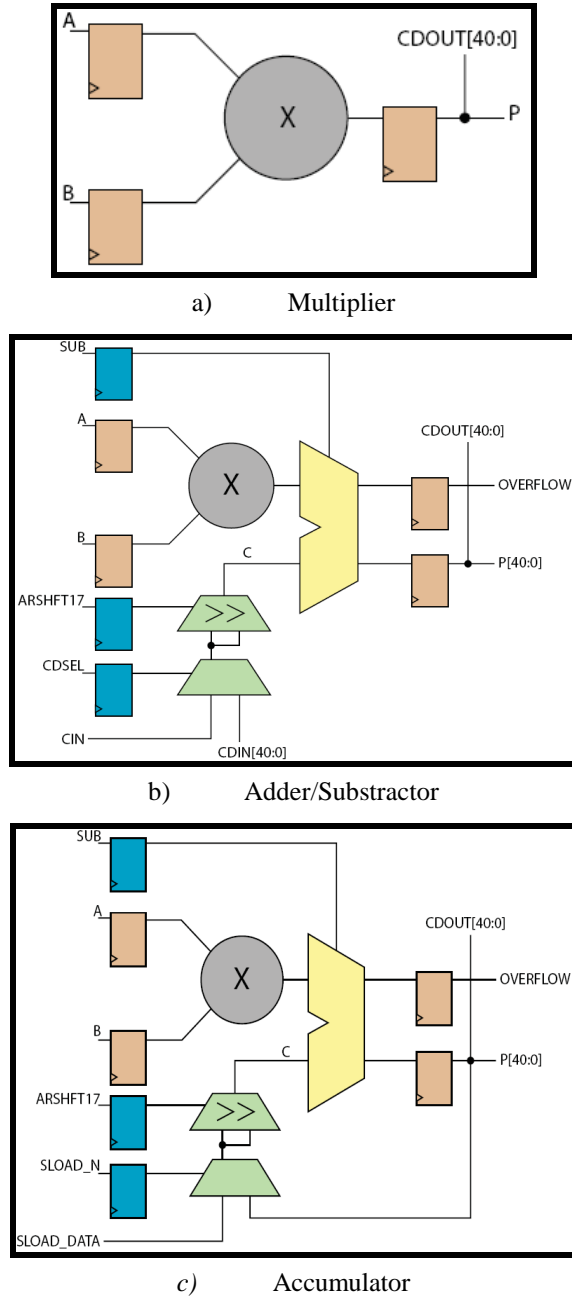 A
CDOUT[40:0]
X
P
B
a) Multiplier
SUB
A
CDOUT[40:0]
X
OVERFLOW
B
C
P[40:0]
ARSHFT17
>>
CDSEL
CIN
CDIN[40:0]
b) Adder/Substractor
SUB
A
CDOUT[40:0]
X
OVERFLOW
B
C
P[40:0]
ARSHFT17
>>
SLOAD_N
SLOAD_DATA
c) Accumulator